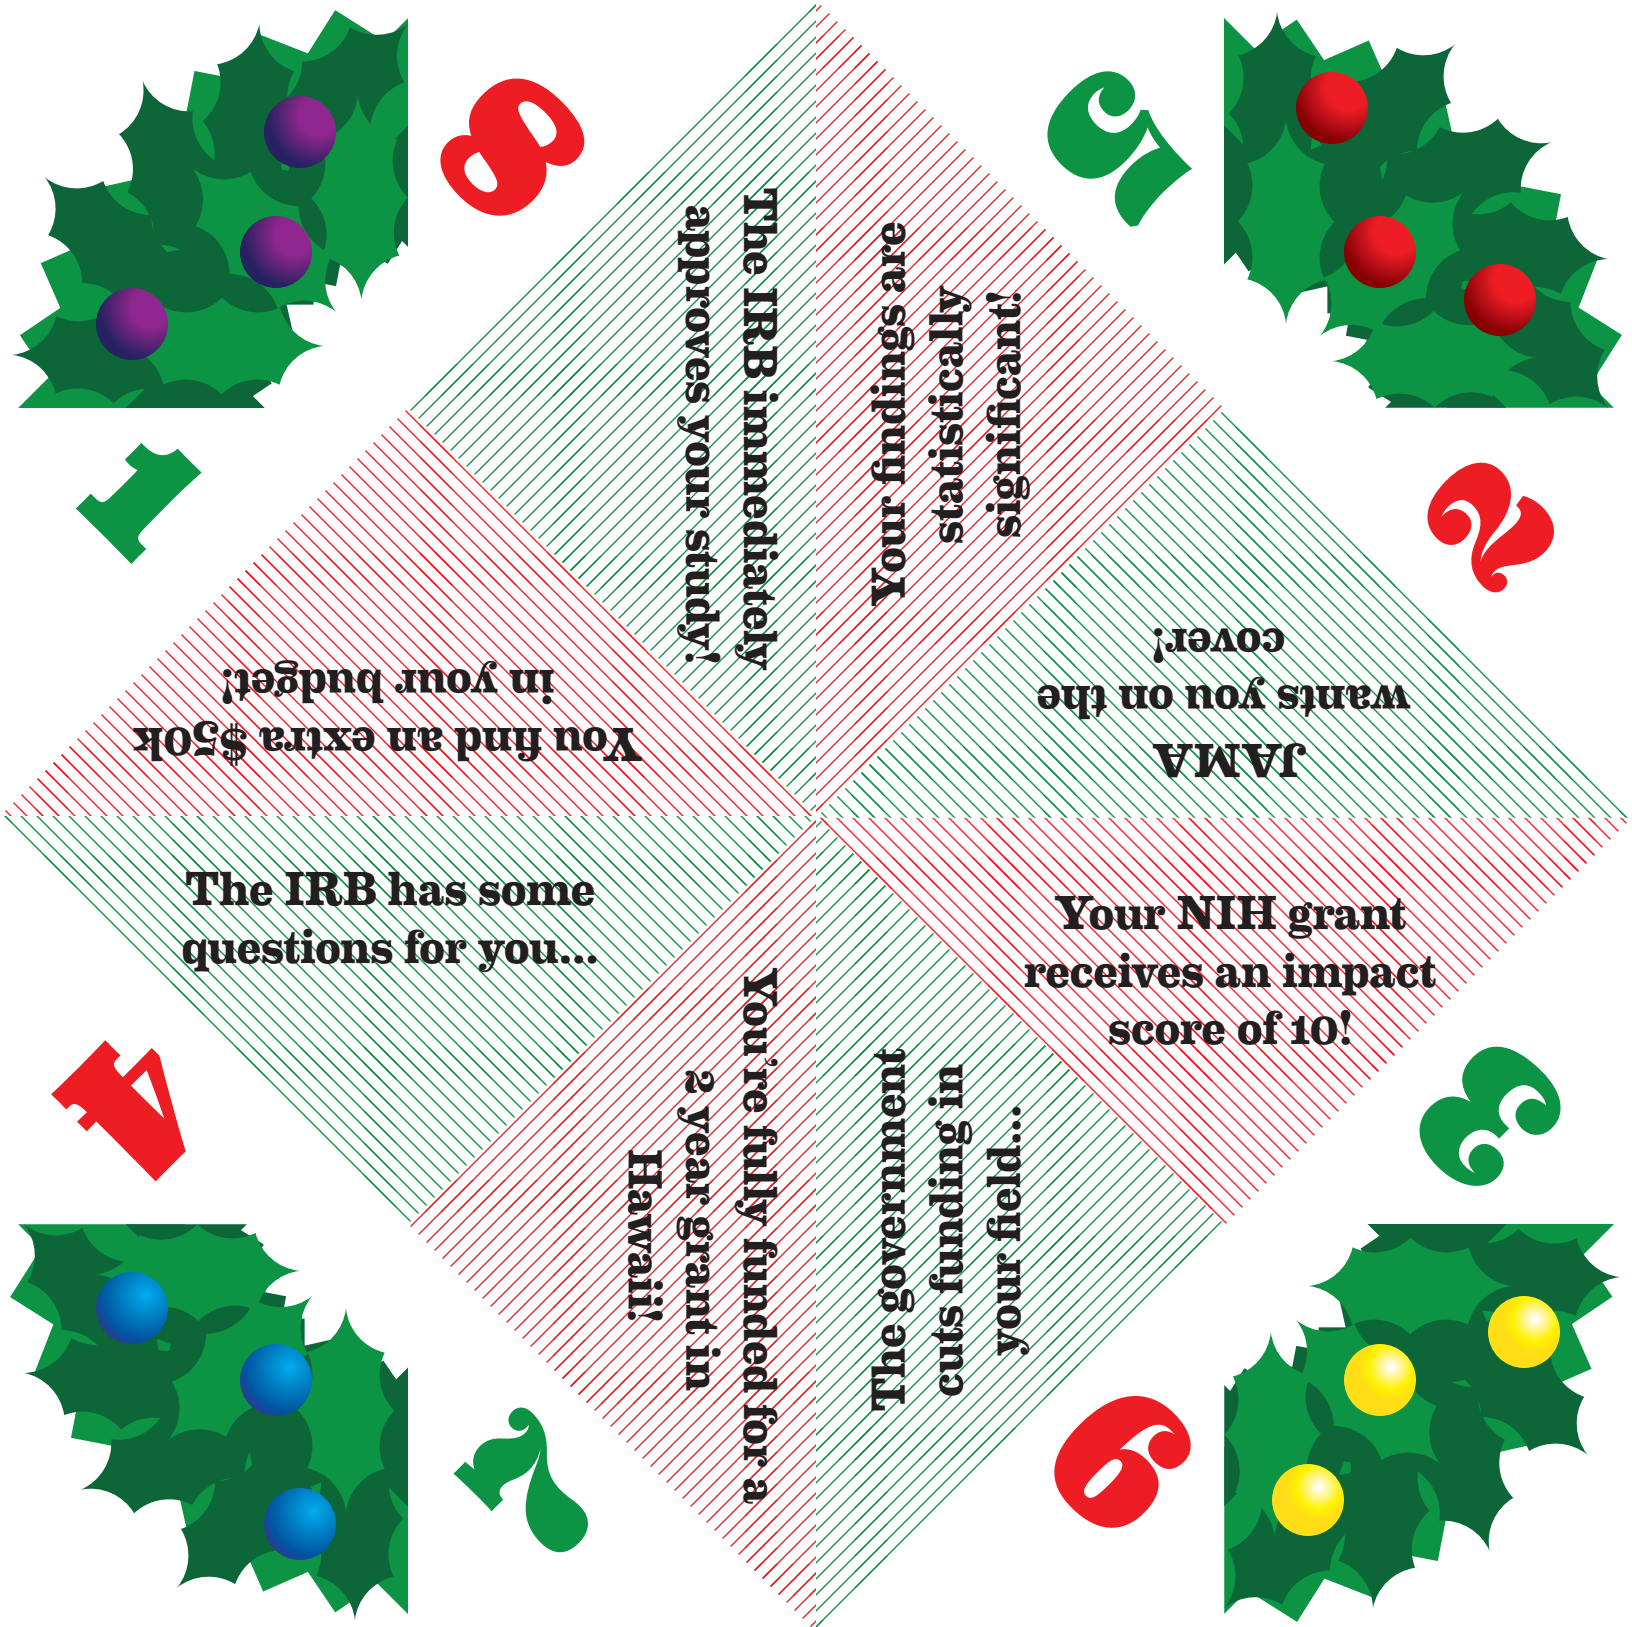 8
5
The IRB immediately
approves your study!
Your findings are
statistically
significant!
1
2
You find an extra $50k
in your budget!
JAMA
wants you on the
cover!
The IRB has some
questions for you...
Your NIH grant
receives an impact
score of 10!
4
3
You're fully funded for a
2 year grant in
Hawaii!
The government
cuts funding in
your field...
7
6